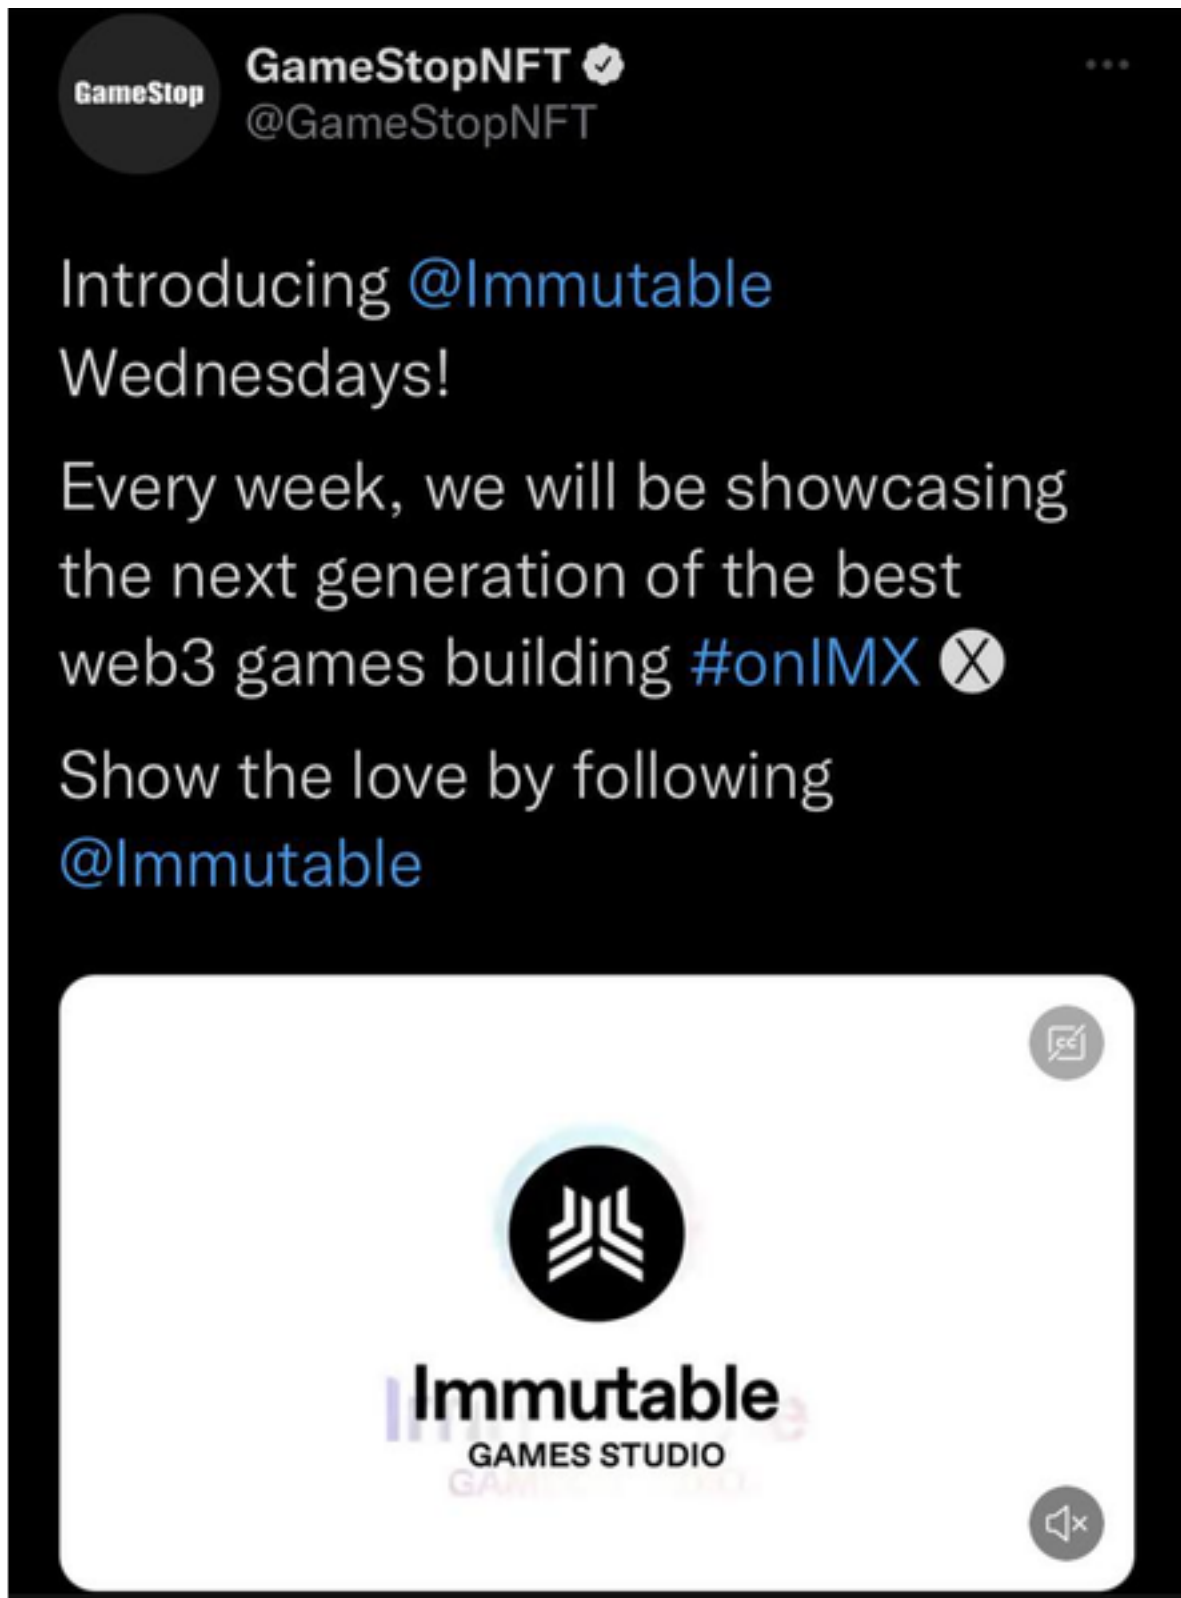 GameStop
GameStopNFT
@GameStopNFT
Introducing @Immutable
Wednesdays!
Every week, we will be showcasing
the next generation of the best
web3 games building #onIMX
Show the love by following
@Immutable
CC
Immutable
GAMES STUDIO